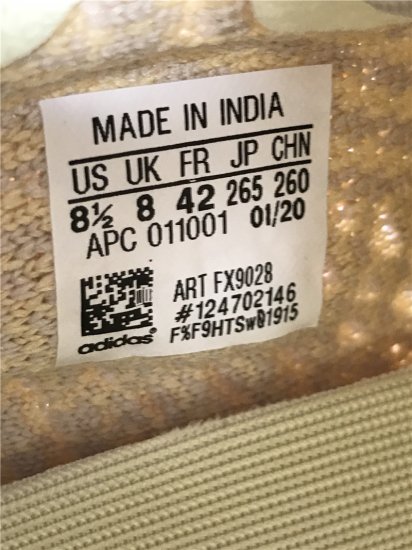 MADE IN INDIA
US UK FR JP CHN
8½ 8 42 265 260
APC 011001 01/20
ART FX9028
#124702146
F%F9HTSwQ1915
adidas